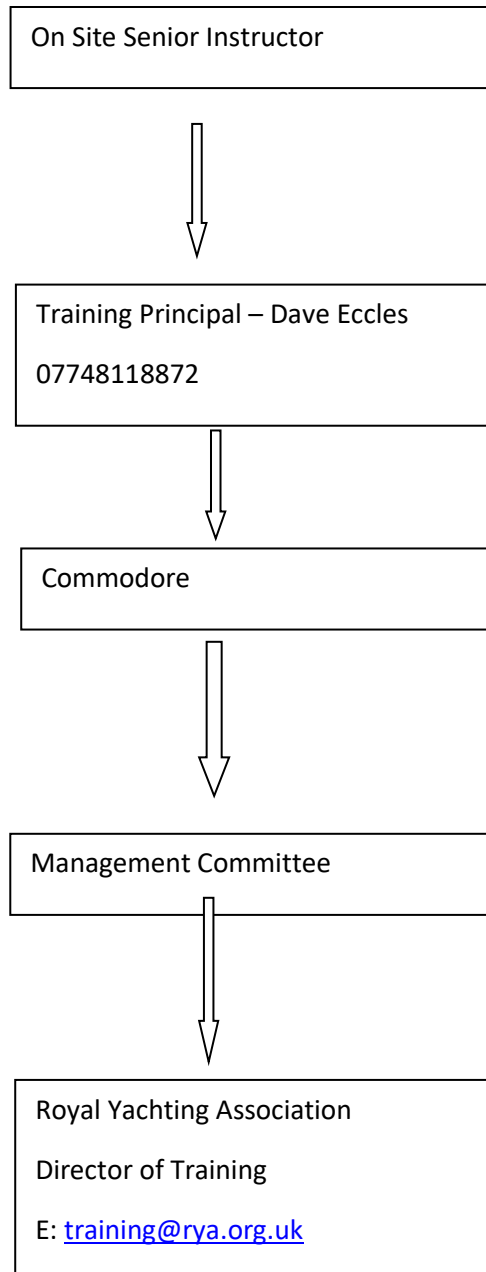 On Site Senior Instructor
Training Principal – Dave Eccles
07748118872
Commodore
Management Committee
Royal Yachting Association
Director of Training
E: training@rya.org.uk